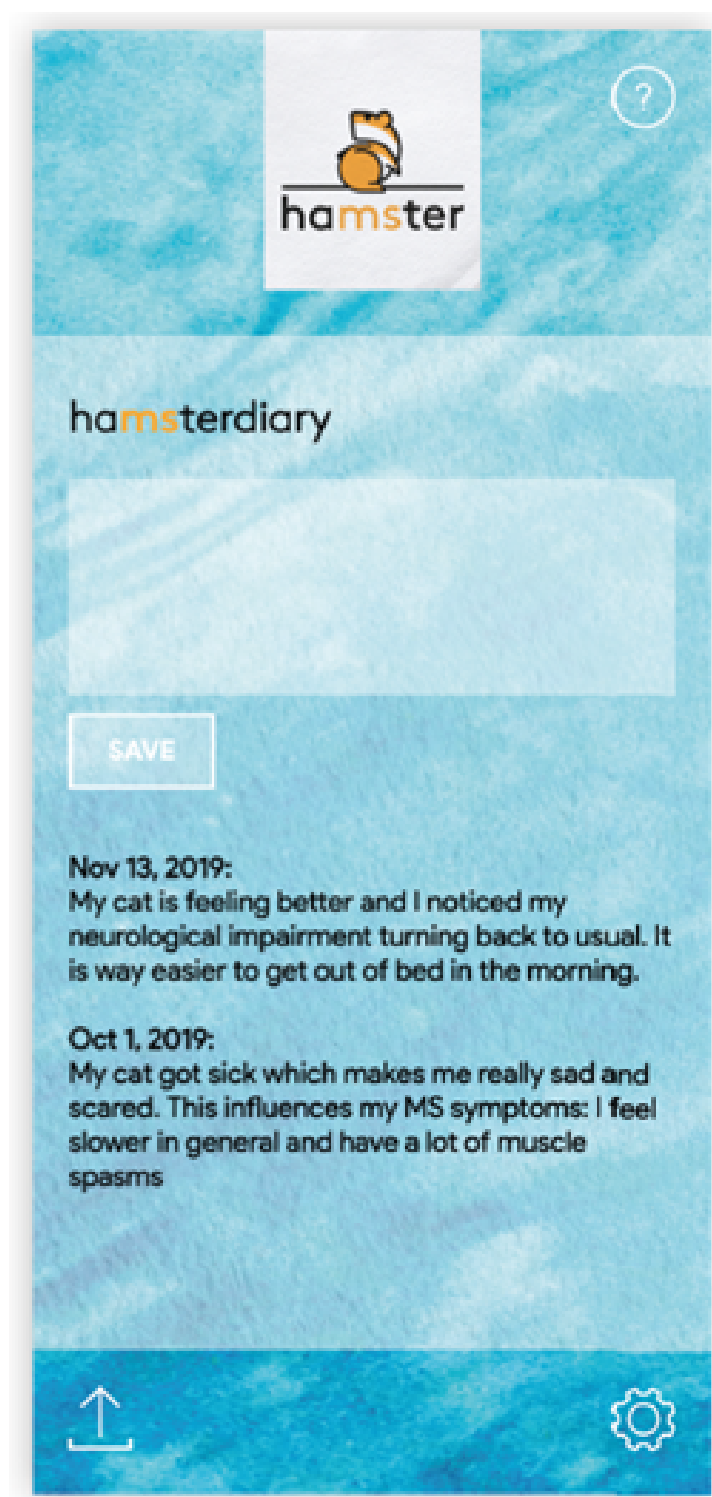 ?
hamster
hamsterdiary
SAVE
Nov 13, 2019:
My cat is feeling better and I noticed my
neurological impairment turning back to usual. It
is way easier to get out of bed in the morning.
Oct 1, 2019:
My cat got sick which makes me really sad and
scared. This influences my MS symptoms: I feel
slower in general and have a lot of muscle
spasms